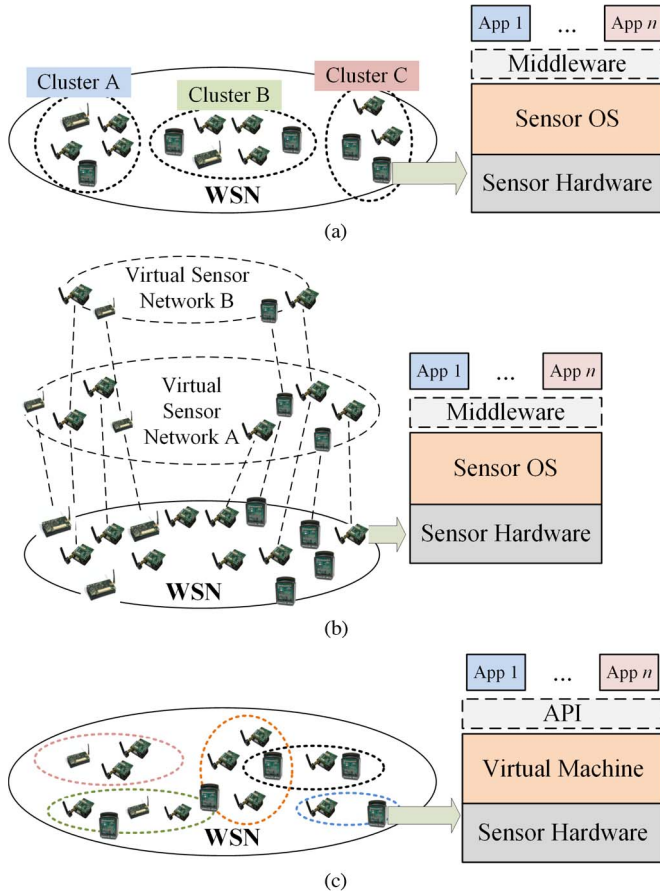 App 1 ... App n
Middleware
Cluster A
Cluster B
Cluster C
Sensor OS
Sensor Hardware
WSN
(a)
Virtual Sensor
Network B
Virtual
Sensor
Network A
App 1 ... App n
Middleware
Sensor OS
Sensor Hardware
WSN
(b)
App 1 ... App n
API
Virtual Machine
Sensor Hardware
WSN
(c)